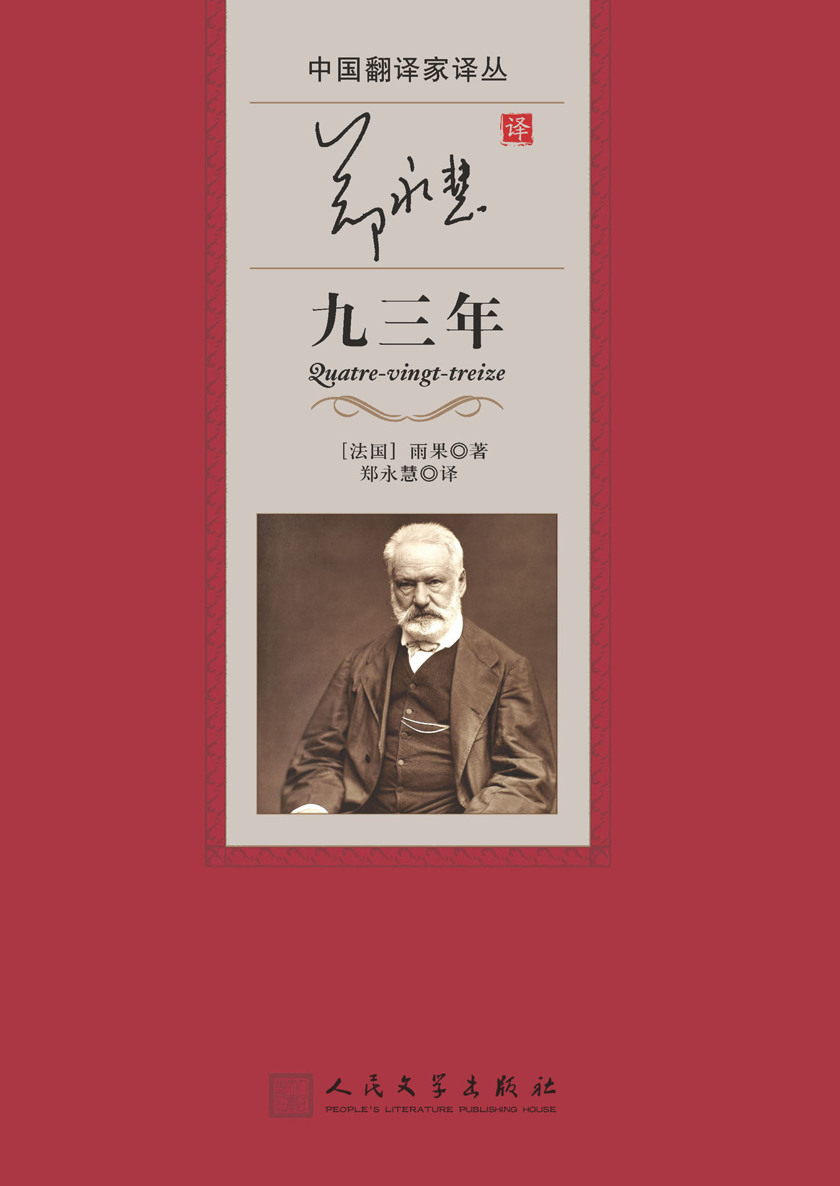 中国翻译家译丛
译
郑永慧
九三年
Quatre-vingt-treize
［法国］雨果◎著
郑永慧◎译
人民文学出版社
PEOPLE'S LITERATURE PUBLISHING HOUSE